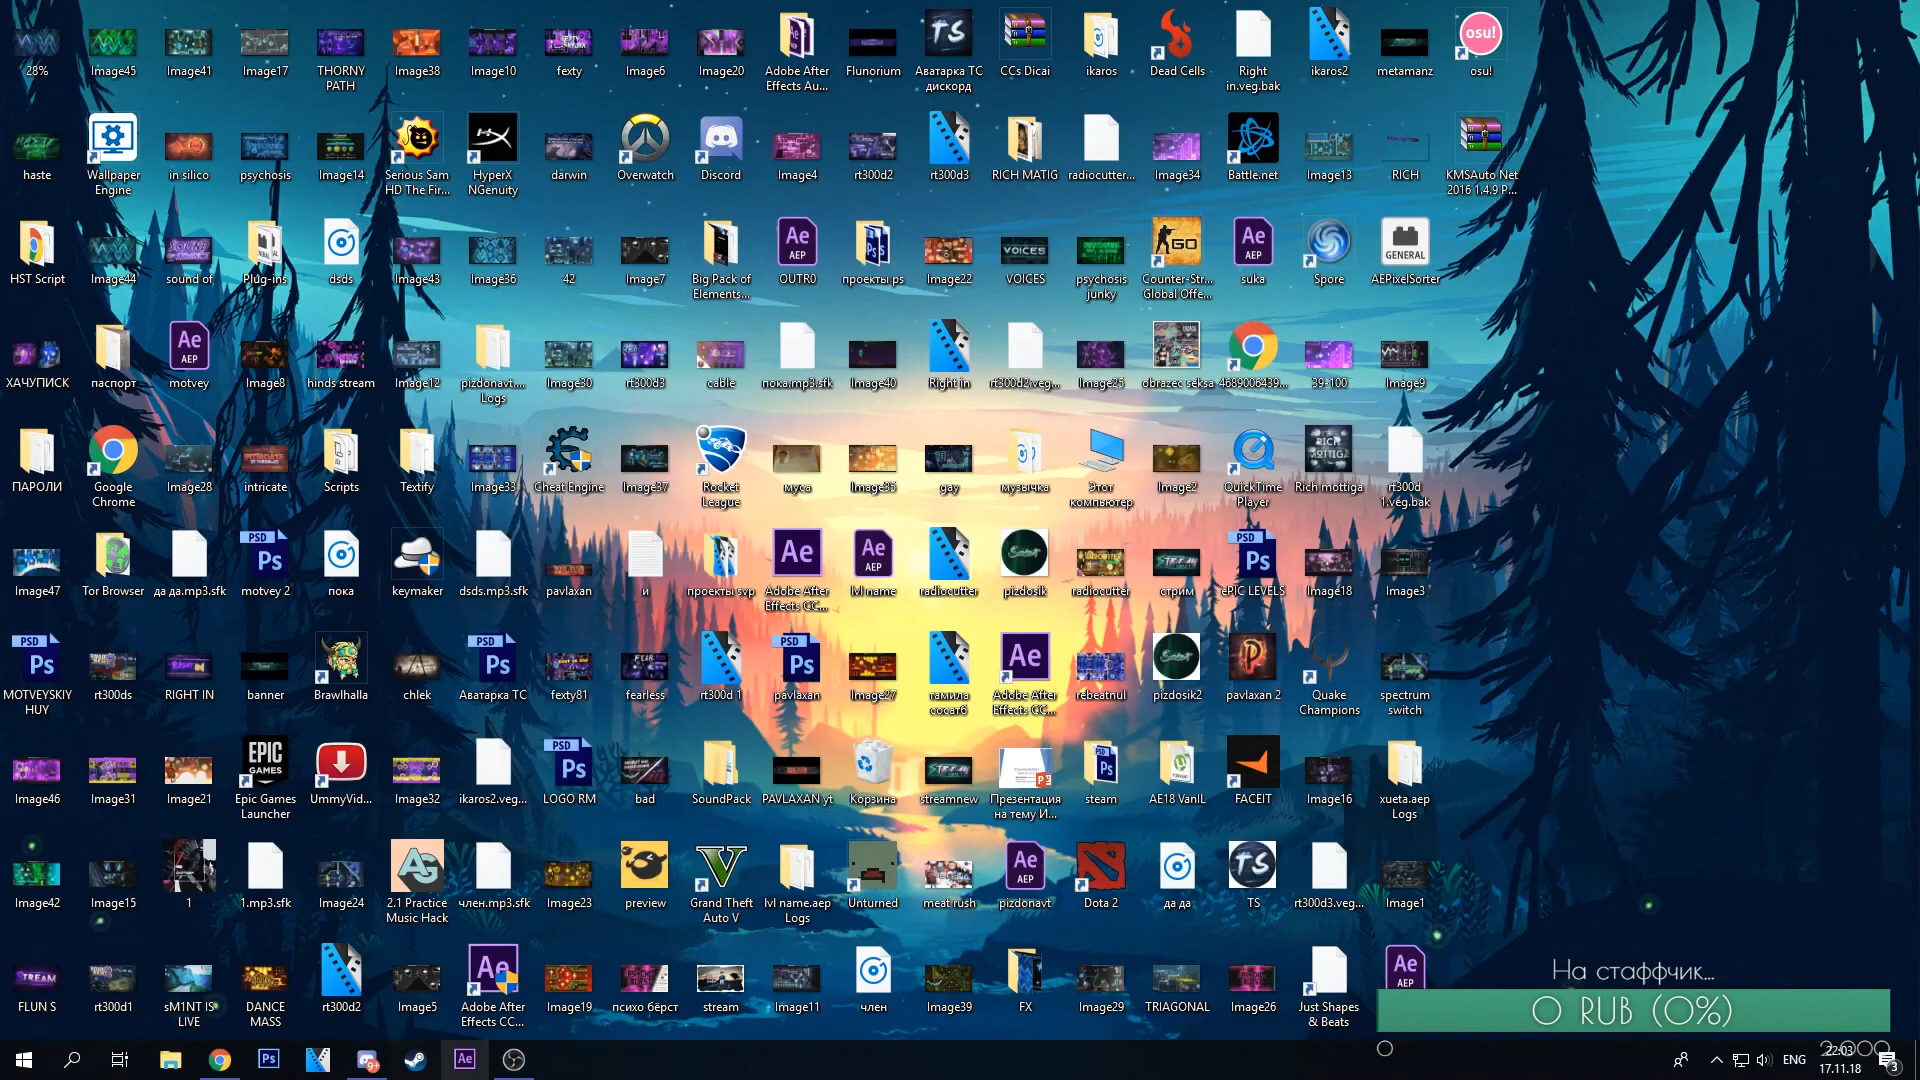 28%
Image45
Image41
Image17
THORNY PATH
Image38
Image10
fexty
Image6
Image20
Adobe After Effects Au...
Flunorium
Аватарка ТС дискорд
CCs Dicai
ikaros
Dead Cells
Right in.veg.bak
ikaros2
metamanz
osu!
haste
Wallpaper Engine
in silico
psychosis
Image14
Serious Sam HD The Fir...
HyperX NGenuity
darwin
Overwatch
Discord
Image4
rt300d2
rt300d3
RICH MATIG
radiocutter...
Image34
Battle.net
Image13
RICH
KMSAuto Net 2016 1.4.9 P...
HST Script
Image44
sound of
Plug-ins
dsds
Image43
Image36
42
Image7
Big Pack of Elements...
OUTR0
проекты ps
Image22
VOICES
psychosis junky
Counter-Str... Global Offe...
suka
Spore
AEPixelSorter
ХАЧУПИСК
паспорт
motvey
Image8
hinds stream
Image12
pizdonavt.... Logs
Image30
rt300d3
cable
пока.mp3.sfk
Image40
Right in
rt300d2.veg...
Image25
obrazec seksa
4689006439...
39-100
Image9
ПАРОЛИ
Google Chrome
Image28
intricate
Scripts
Textify
Image33
Cheat Engine
Image37
Rocket League
муса
Image35
gay
музычка
Этот компьютер
Image2
QuickTime Player
Rich mottiga
rt300d 1.veg.bak
Image47
Tor Browser
да да.mp3.sfk
motvey 2
пока
keymaker
dsds.mp3.sfk
pavlaxan
и
проекты svp
Adobe After Effects CC...
lvl name
radiocutter
pizdosik
radiocutter
стрим
ePIC LEVELS
Image18
Image3
MOTVEYSKIY HUY
rt300ds
RIGHT IN
banner
Brawlhalla
chlek
Аватарка ТС
fexty81
fearless
rt300d 1
pavlaxan
Image27
тамила сосатб
Adobe After Effects CC...
rebeatnul
pizdosik2
pavlaxan 2
Quake Champions
spectrum switch
Image46
Image31
Image21
Epic Games Launcher
UmmyVid...
Image32
ikaros2.veg...
LOGO RM
bad
SoundPack
PAVLAXAN yt
Корзина
streamnew
Презентация на тему И...
steam
AE18 VanIL
FACEIT
Image16
xueta.aep Logs
Image42
Image15
1
1.mp3.sfk
Image24
2.1 Practice Music Hack
член.mp3.sfk
Image23
preview
Grand Theft Auto V
lvl name.aep Logs
Unturned
meat rush
pizdonavt
Dota 2
да да
TS
rt300d3.veg...
Image1
FLUN S
rt300d1
sM1NT IS LIVE
DANCE MASS
rt300d2
Image5
Adobe After Effects CC...
Image19
психо бёрст
stream
Image11
член
Image39
FX
Image29
TRIAGONAL
Image26
Just Shapes & Beats
На стаффчик...
0 RUB (0%)
0
2000
ENG
22:03
17.11.18
3